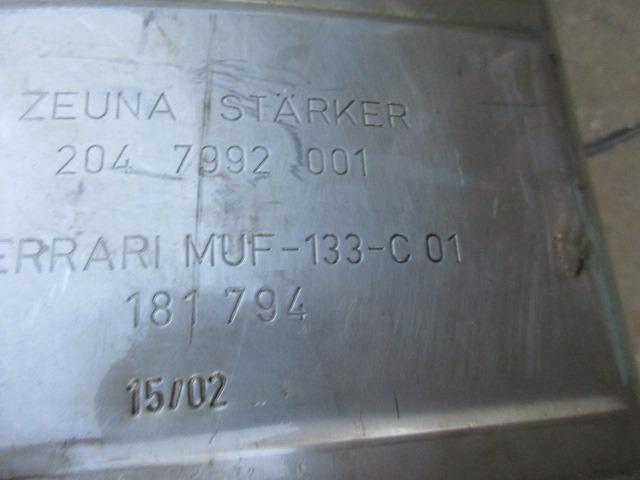 ZEUNA STÄRKER
204 7992 001
ERRARI MUF-133-C 01
181 794
15/02